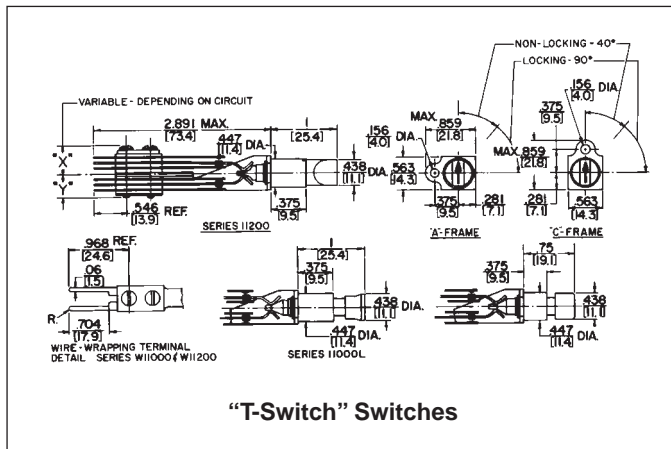 NON-LOCKING-40°
LOCKING-90°
VARIABLE-DEPENDING ON CIRCUIT
2.891 MAX.
[73.4]
1
[25.4]
.447
[11.4] DIA.
.438
[11.1] DIA.
"X"
"Y"
.546
[13.9] REF.
.375
[9.5]
SERIES 11200
MAX. .859
[21.8]
.156
[4.0] DIA.
.563
[14.3]
.375
[9.5]
.281
[7.1]
"A"-FRAME
.156
[4.0] DIA.
.375
[9.5]
MAX. .859
[21.8]
.281
[7.1]
.563
[14.3]
"C"-FRAME
.968
[24.6] REF.
.06
[1.5]
R.
.704
[17.9]
WIRE-WRAPPING TERMINAL
DETAIL SERIES W11000 & W11200
1
[25.4]
.375
[9.5]
.438
[11.1] DIA.
.447
[11.4] DIA.
SERIES 11000L
.75
[19.1]
.375
[9.5]
.438
[11.1]
.447
[11.4]
DIA.
"T-Switch" Switches